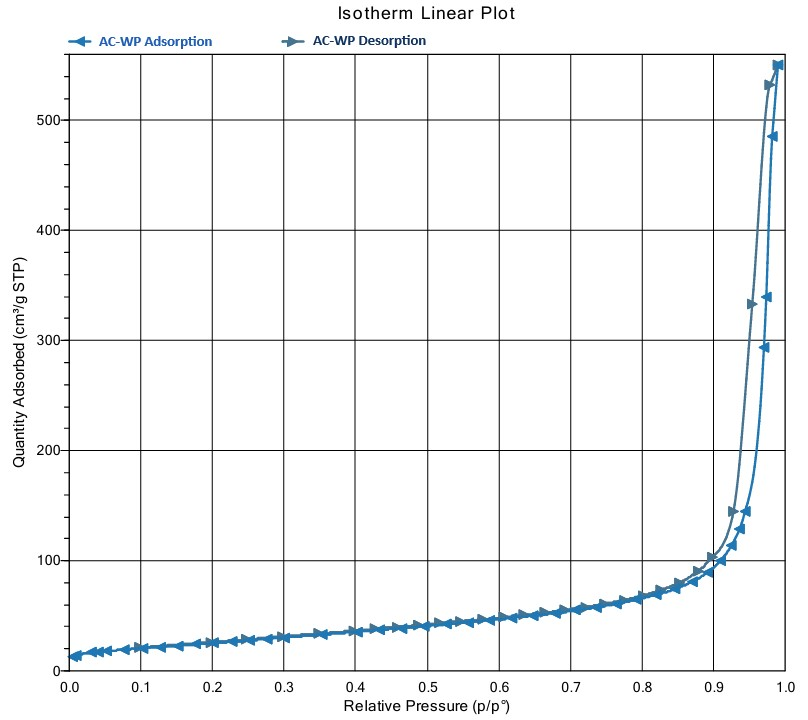 Isotherm Linear Plot
AC-WP Adsorption
AC-WP Desorption
Quantity Adsorbed (cm³/g STP)
500
400
300
200
100
0
0.0 0.1 0.2 0.3 0.4 0.5 0.6 0.7 0.8 0.9 1.0
Relative Pressure (p/p°)